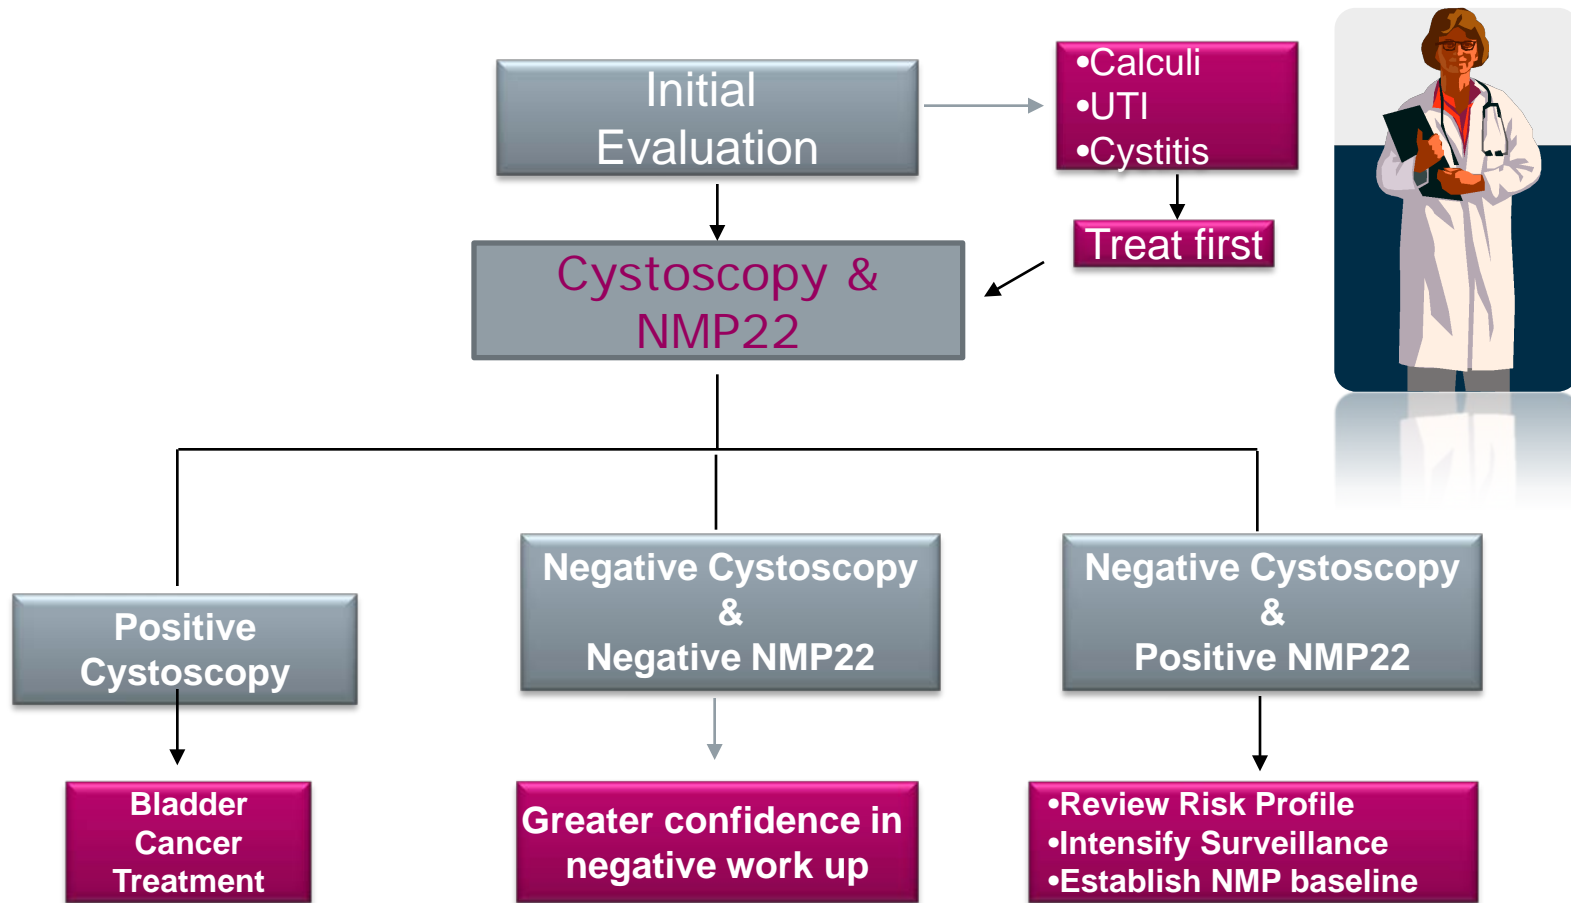 Initial
Evaluation
•Calculi
•UTI
•Cystitis
Treat first
Cystoscopy &
NMP22
Positive
Cystoscopy
Negative Cystoscopy
&
Negative NMP22
Negative Cystoscopy
&
Positive NMP22
Bladder
Cancer
Treatment
Greater confidence in
negative work up
•Review Risk Profile
•Intensify Surveillance
•Establish NMP baseline